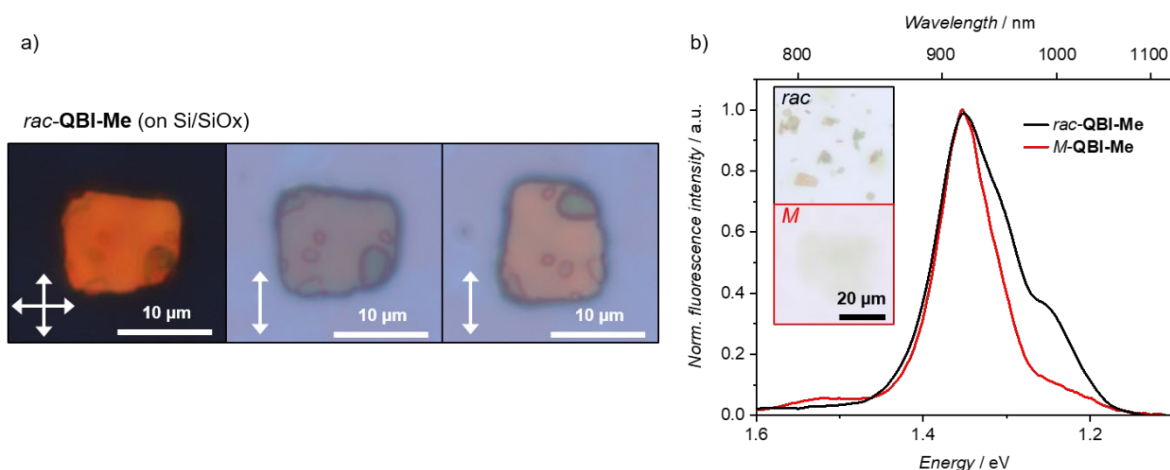 a)
rac-QBI-Me (on Si/SiOx)
10 µm
10 µm
10 µm
b)
Wavelength / nm
800 900 1000 1100
Norm. fluorescence intensity / a.u.
1.0
0.8
0.6
0.4
0.2
0.0
rac
M
20 µm
rac-QBI-Me
M-QBI-Me
1.6 1.4 1.2
Energy / eV